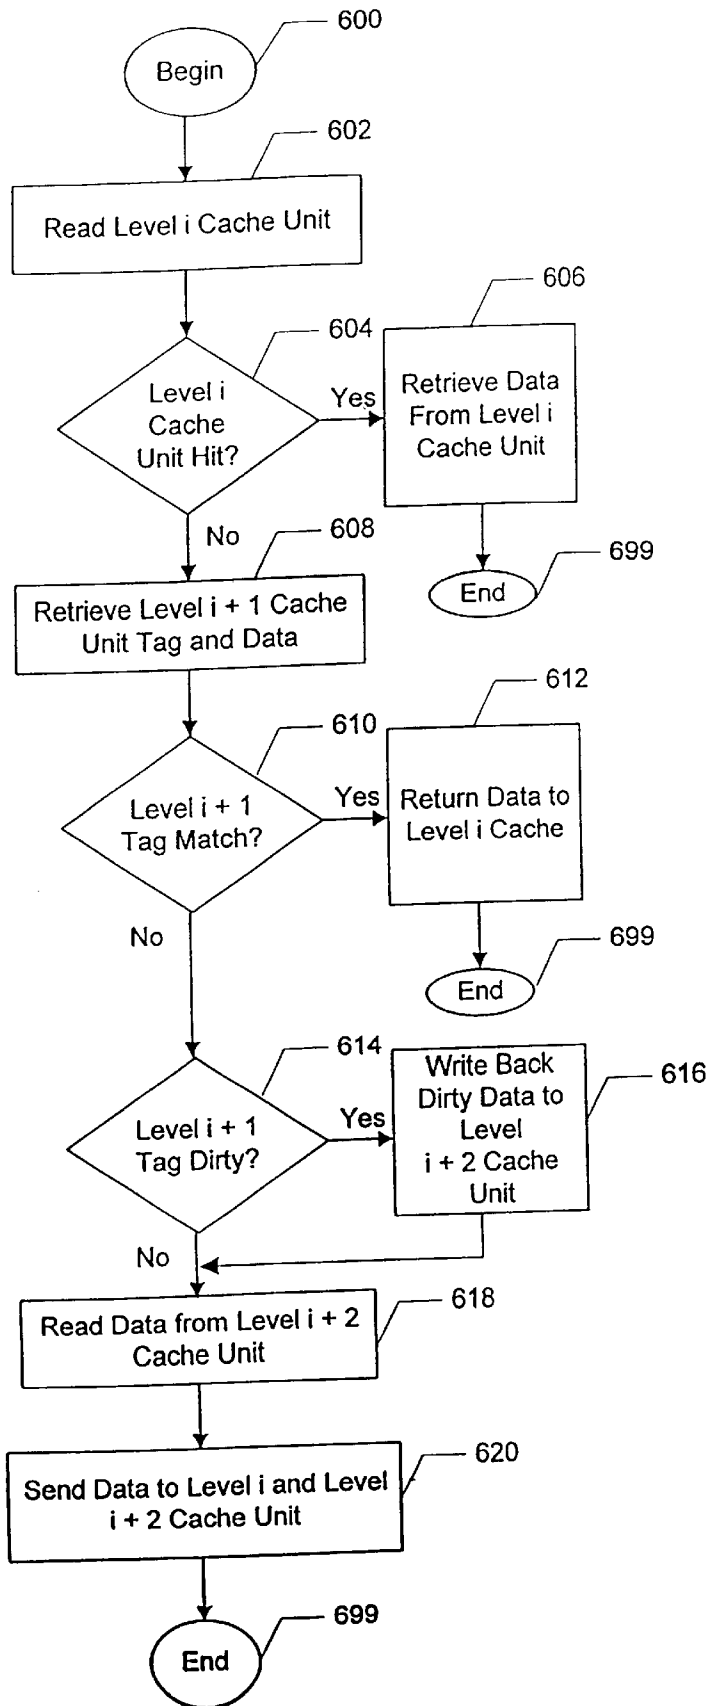 600
Begin
602
Read Level i Cache Unit
604
606
Level i
Cache
Unit Hit?
Yes
Retrieve Data
From Level i
Cache Unit
No
608
699
End
Retrieve Level i + 1 Cache
Unit Tag and Data
610
612
Level i + 1
Tag Match?
Yes
Return Data to
Level i Cache
No
699
End
614
616
Level i + 1
Tag Dirty?
Yes
Write Back
Dirty Data to
Level
i + 2 Cache
Unit
No
618
Read Data from Level i + 2
Cache Unit
620
Send Data to Level i and Level
i + 2 Cache Unit
699
End